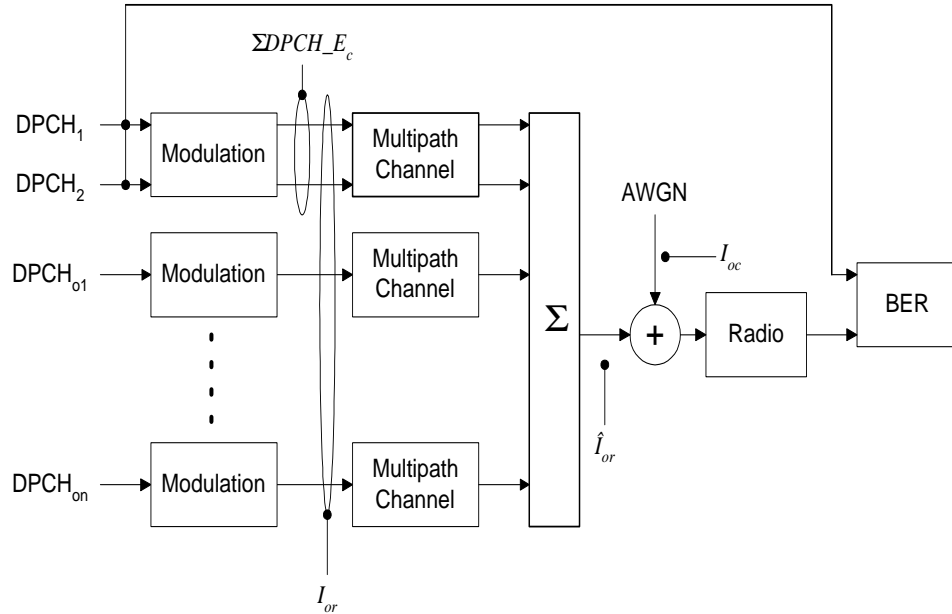 ΣDPCH_E_c
DPCH_1
Modulation
Multipath
Channel
DPCH_2
AWGN
DPCH_o1
Modulation
Multipath
Channel
I_oc
Σ
+
Radio
BER
Î_or
DPCH_on
Modulation
Multipath
Channel
I_or